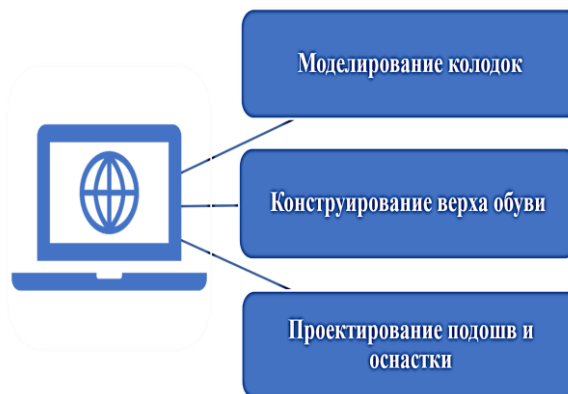 Моделирование колодок
Конструирование верха обуви
Проектирование подошв и
оснастки